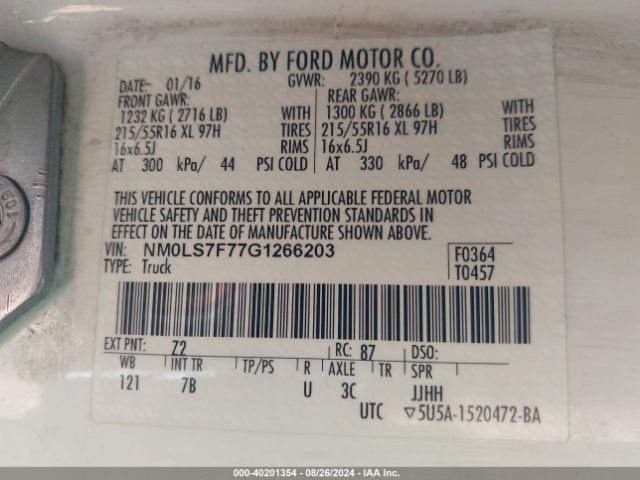 MFD. BY FORD MOTOR CO.
DATE- 01/16 GVWR: 2390 KG ( 5270 LB)
FRONT GAWR: REAR GAWR:
1232 KG ( 2716 LB) WITH 1300 KG ( 2866 LB) WITH
215/55R16 XL 97H TIRES 215/55R16 XL 97H TIRES
16x6.5J RIMS 16x6.5J RIMS
AT 300 kPa/ 44 PSI COLD AT 330 kPa/ 48 PSI COLD
THIS VEHICLE CONFORMS TO ALL APPLICABLE FEDERAL MOTOR
VEHICLE SAFETY AND THEFT PREVENTION STANDARDS IN
EFFECT ON THE DATE OF MANUFACTURE SHOWN ABOVE.
VIN: NM0LS7F77G1266203 F0364
TYPE: Truck T0457
EXT PNT: Z2 RC: 87 DSO:
WB INT TR TP/PS R AXLE TR SPR
121 7B U 3C JJHH
UTC ▽5U5A-1520472-BA
000-40201354 - 08/26/2024 - IAA Inc.